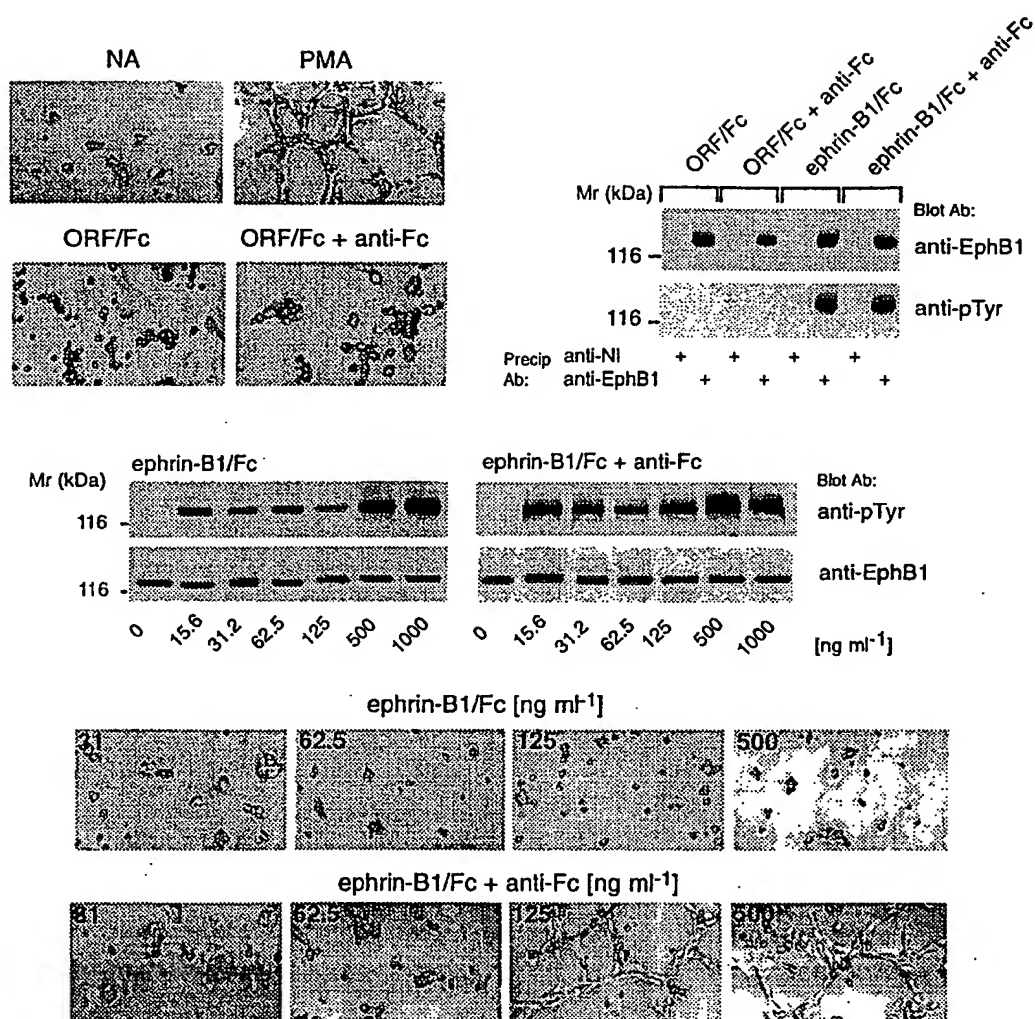 NA
PMA
ORF/Fc
ORF/Fc + anti-Fc
ORF/Fc
ORF/Fc + anti-Fc
ephrin-B1/Fc
ephrin-B1/Fc + anti-Fc
Mr (kDa)
Blot Ab:
116
anti-EphB1
116
anti-pTyr
Precip anti-NI + + + +
Ab: anti-EphB1 + + + +
Mr (kDa)
ephrin-B1/Fc
ephrin-B1/Fc + anti-Fc
Blot Ab:
116
anti-pTyr
116
anti-EphB1
0 15.6 31.2 62.5 125 500 1000
0 15.6 31.2 62.5 125 500 1000
[ng ml-1]
ephrin-B1/Fc [ng ml-1]
31 62.5 125 500
ephrin-B1/Fc + anti-Fc [ng ml-1]
31 62.5 125 500